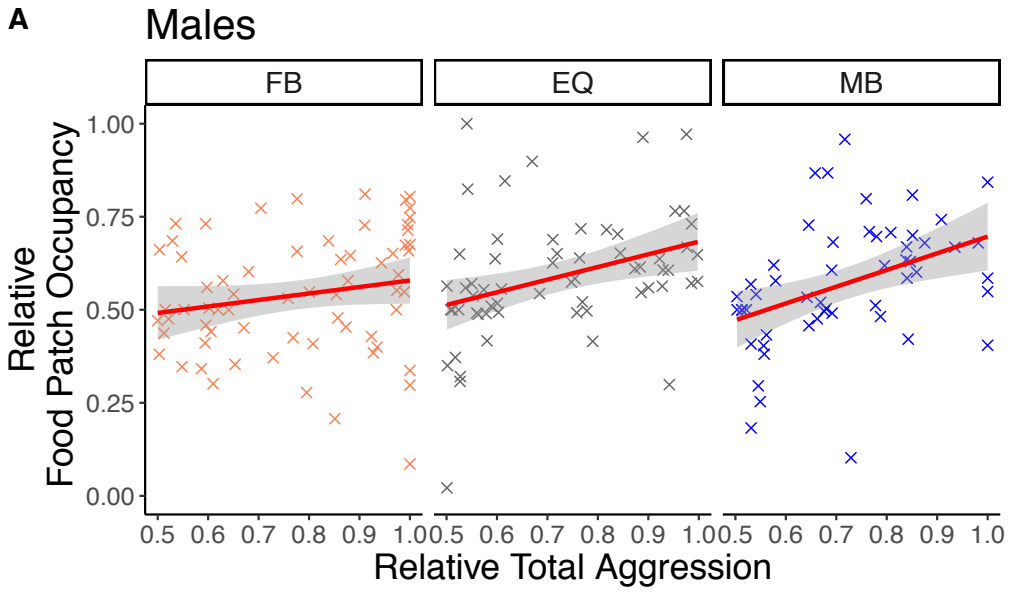 A
Males
FB EQ MB
Relative
Food Patch Occupancy
1.00
0.75
0.50
0.25
0.00
0.5 0.6 0.7 0.8 0.9 1.0 0.5 0.6 0.7 0.8 0.9 1.0 0.5 0.6 0.7 0.8 0.9 1.0
Relative Total Aggression